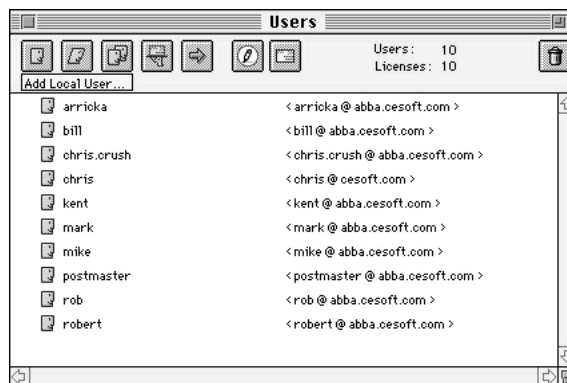 Users
Users: 10
Licenses: 10
Add Local User...
arricka <arricka @ abba.cesoft.com >
bill <bill @ abba.cesoft.com >
chris.crush <chris.crush @ abba.cesoft.com >
chris <chris @ cesoft.com >
kent <kent @ abba.cesoft.com >
mark <mark @ abba.cesoft.com >
mike <mike @ abba.cesoft.com >
postmaster <postmaster @ abba.cesoft.com >
rob <rob @ abba.cesoft.com >
robert <robert @ abba.cesoft.com >